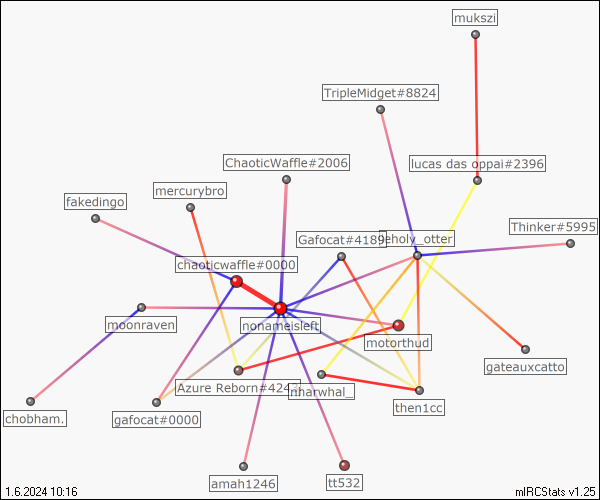 mukszi
TripleMidget#8824
lucas das oppai#2396
ChaoticWaffle#2006
mercurybro
fakedingo
Thinker#5995
Gafocat#4189
eholy_otter
chaoticwaffle#0000
moonraven
nonameisleft
motorthud
gateauxcatto
Azure Reborn#424
nharwhal_
then1cc
chobham.
gafocat#0000
amah1246
tt532
1.6.2024 10:16
mIRCStats v1.25